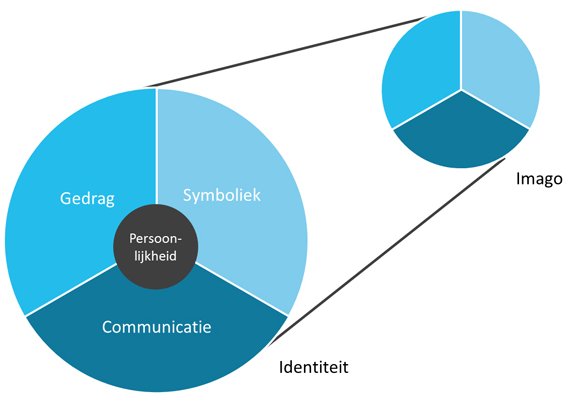 Imago
Gedrag
Symboliek
Persoon-
lijkheid
Communicatie
Identiteit